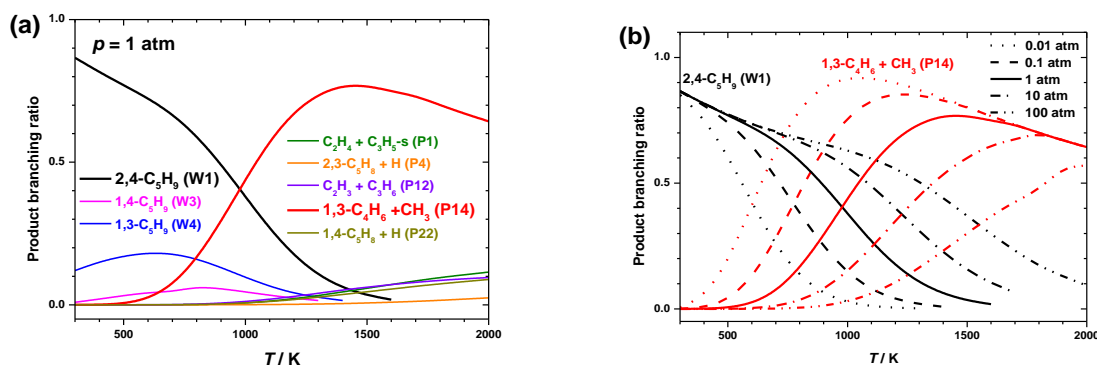 (a)
p = 1 atm
Product branching ratio
1.0
0.5
0.0
500
1000
1500
2000
T / K
2,4-C₅H₉ (W1)
1,4-C₅H₉ (W3)
1,3-C₅H₉ (W4)
C₂H₄ + C₃H₅-s (P1)
2,3-C₅H₈ + H (P4)
C₂H₃ + C₃H₆ (P12)
1,3-C₄H₆ +CH₃ (P14)
1,4-C₅H₈ + H (P22)
(b)
Product branching ratio
1.0
0.5
0.0
500
1000
1500
2000
T / K
2,4-C₅H₉ (W1)
1,3-C₄H₆ + CH₃ (P14)
0.01 atm
0.1 atm
1 atm
10 atm
100 atm